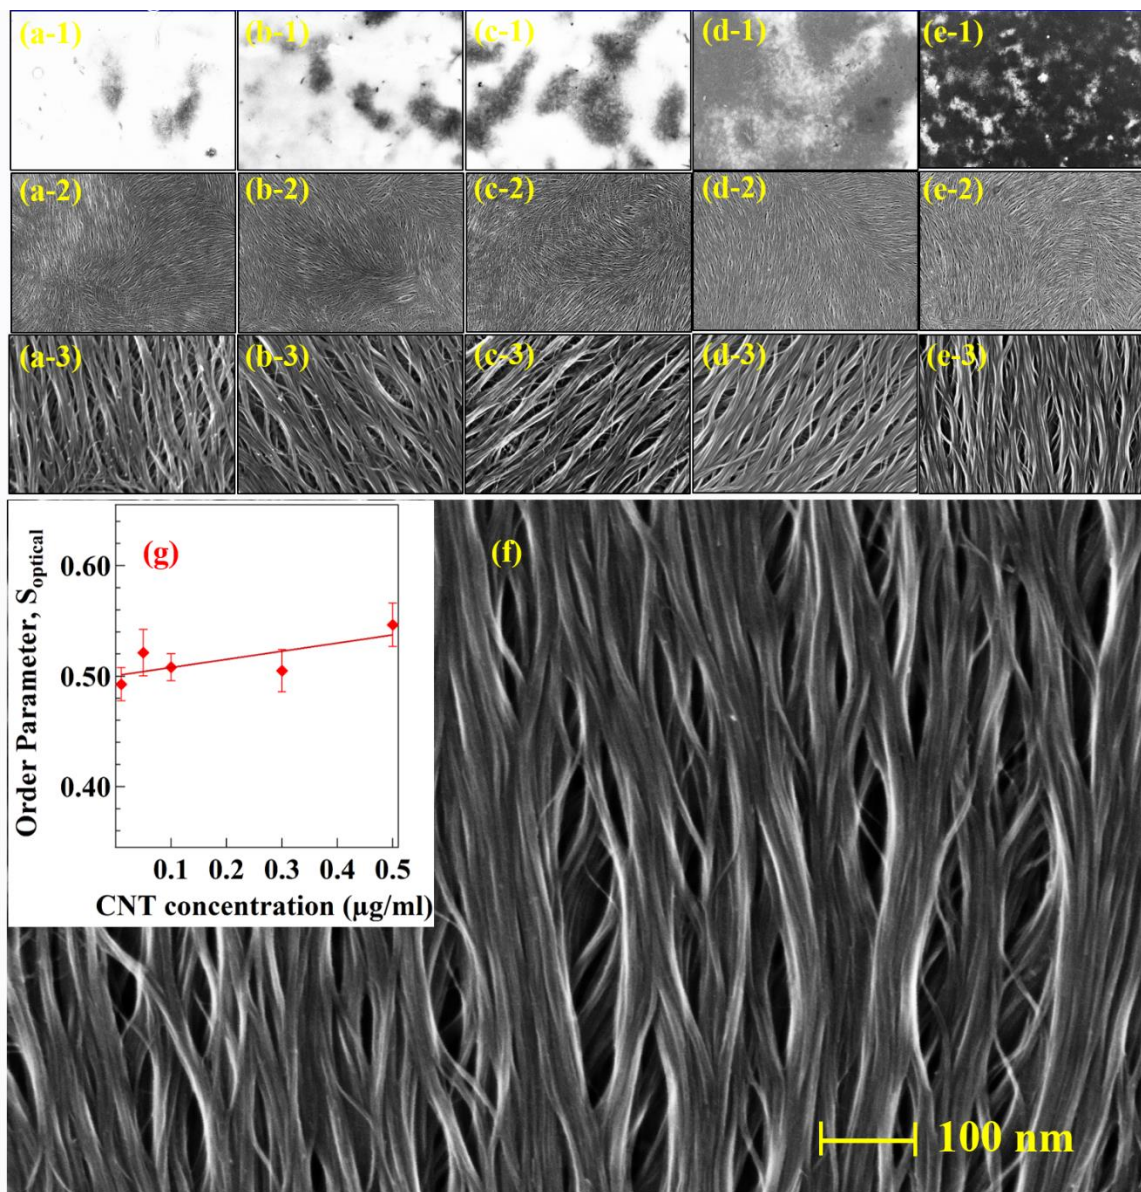 (a-1)
(b-1)
(c-1)
(d-1)
(e-1)
(a-2)
(b-2)
(c-2)
(d-2)
(e-2)
(a-3)
(b-3)
(c-3)
(d-3)
(e-3)
(g)
(f)
Order Parameter, Soptical
0.60
0.50
0.40
0.1 0.2 0.3 0.4 0.5
CNT concentration (µg/ml)
100 nm